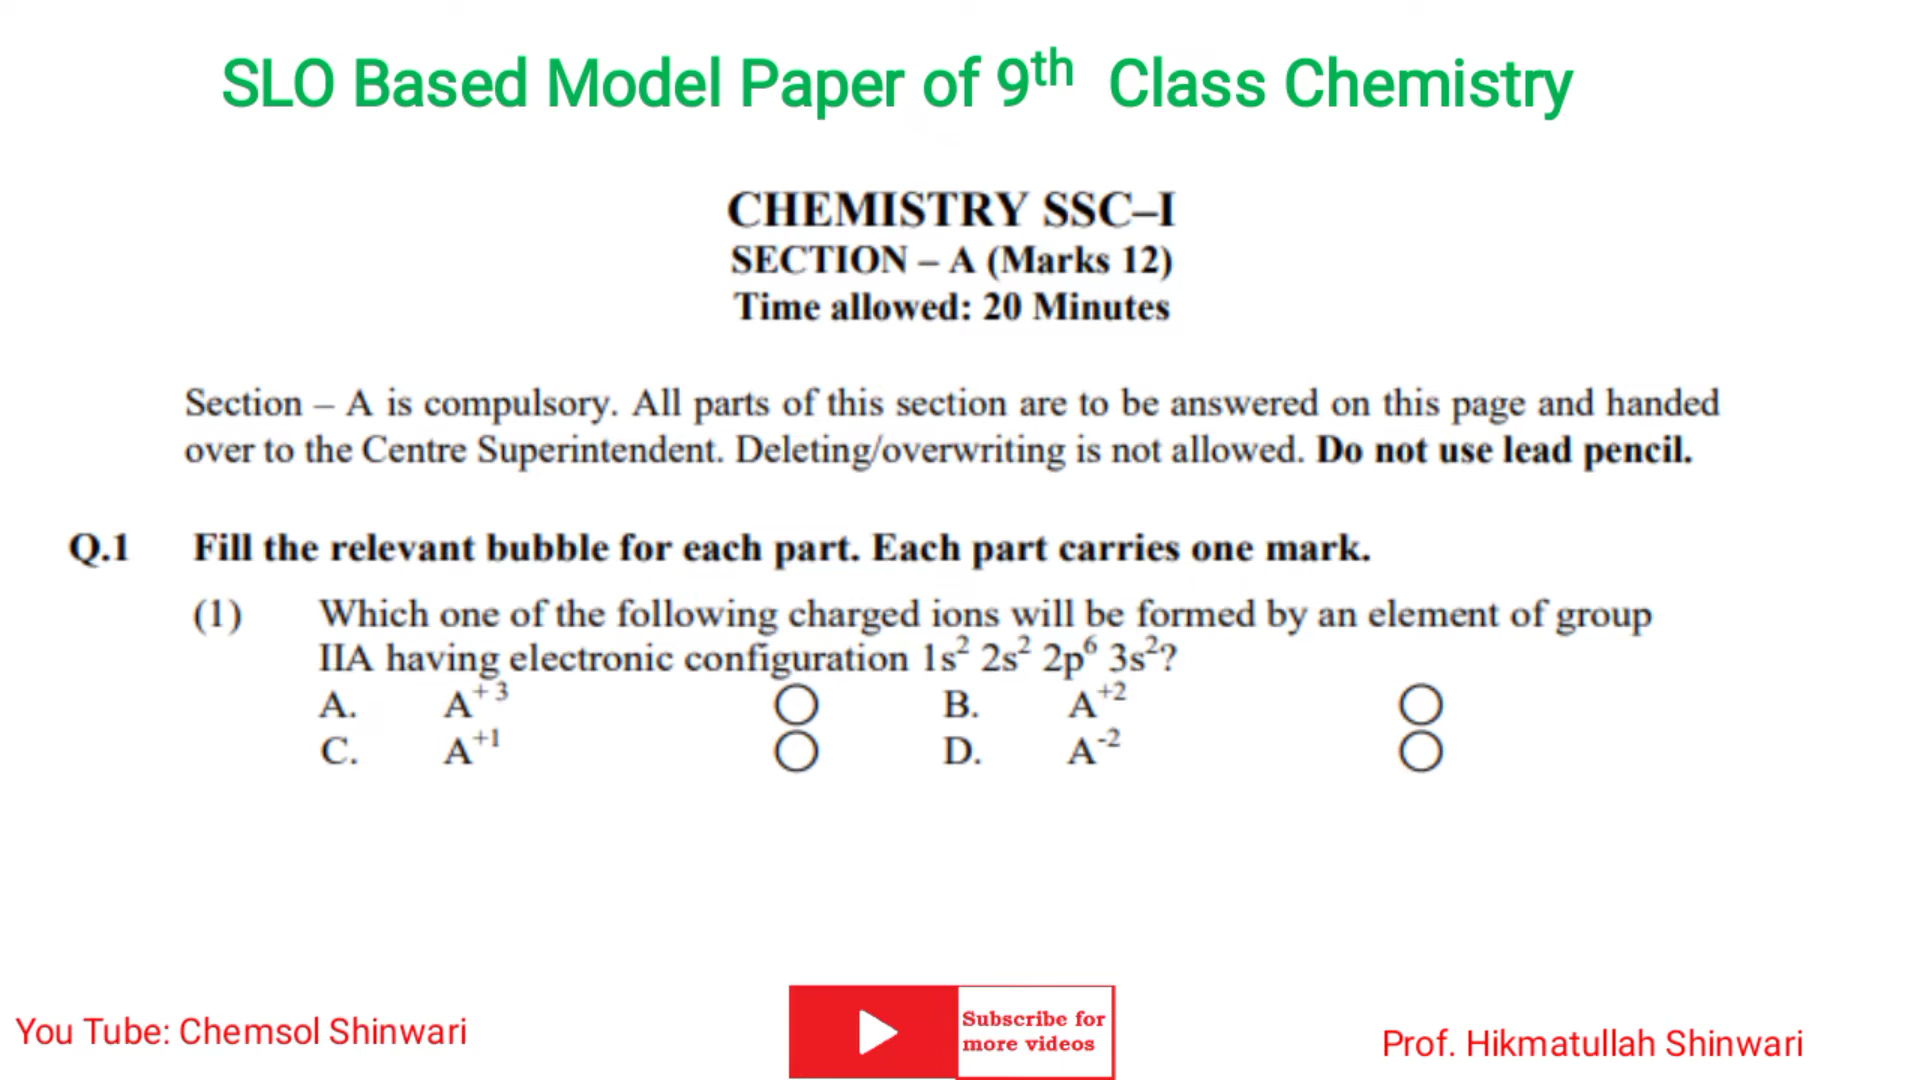 SLO Based Model Paper of 9th Class Chemistry
CHEMISTRY SSC–I
SECTION – A (Marks 12)
Time allowed: 20 Minutes
Section – A is compulsory. All parts of this section are to be answered on this page and handed
over to the Centre Superintendent. Deleting/overwriting is not allowed. Do not use lead pencil.
Q.1 Fill the relevant bubble for each part. Each part carries one mark.
(1) Which one of the following charged ions will be formed by an element of group
IIA having electronic configuration 1s² 2s² 2p⁶ 3s²?
A. A⁺³ B. A⁺²
C. A⁺¹ D. A⁻²
You Tube: Chemsol Shinwari
Subscribe for
more videos
Prof. Hikmatullah Shinwari